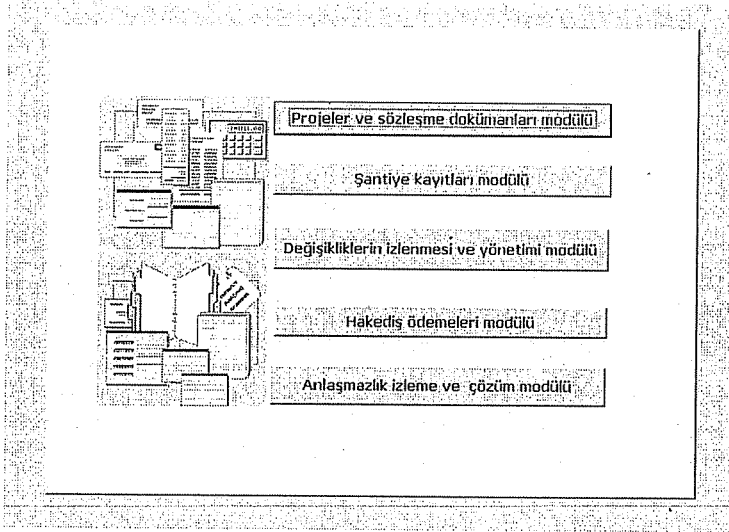 Projeler ve sözleşme dokümanları modülü
Şantiye kayıtları modülü
Değişikliklerin izlenmesi ve yönetimi modülü
Hakediş ödemeleri modülü
Anlaşmazlık izleme ve çözüm modülü